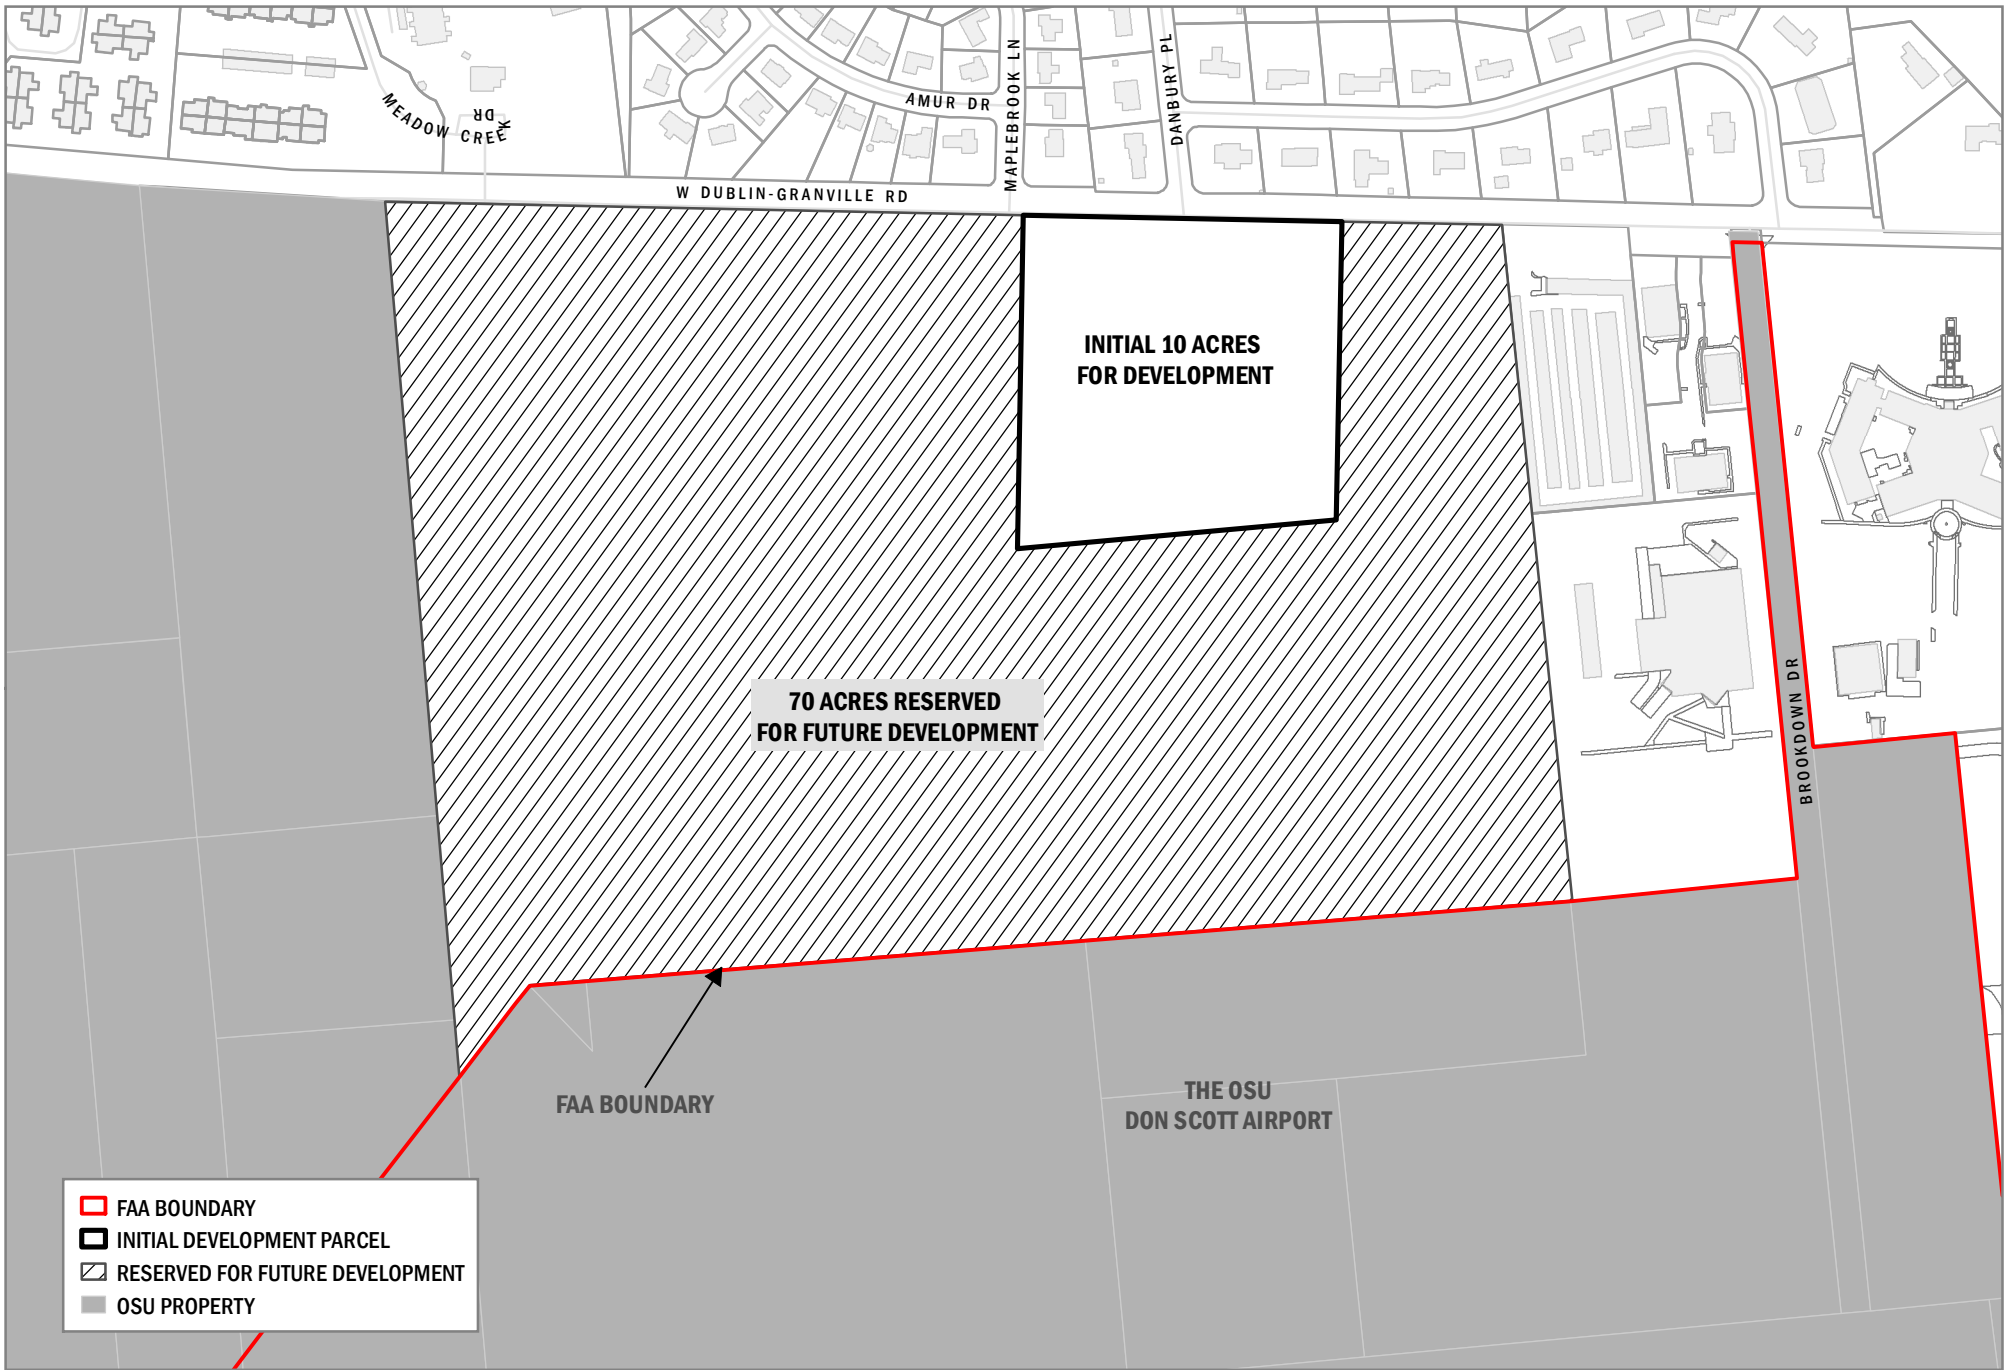 MEADOW CREEK
DR
AMUR DR
MAPLEBROOK LN
DANBURY PL
W DUBLIN-GRANVILLE RD
INITIAL 10 ACRES
FOR DEVELOPMENT
70 ACRES RESERVED
FOR FUTURE DEVELOPMENT
BROOKDOWN DR
FAA BOUNDARY
THE OSU
DON SCOTT AIRPORT
FAA BOUNDARY
INITIAL DEVELOPMENT PARCEL
RESERVED FOR FUTURE DEVELOPMENT
OSU PROPERTY